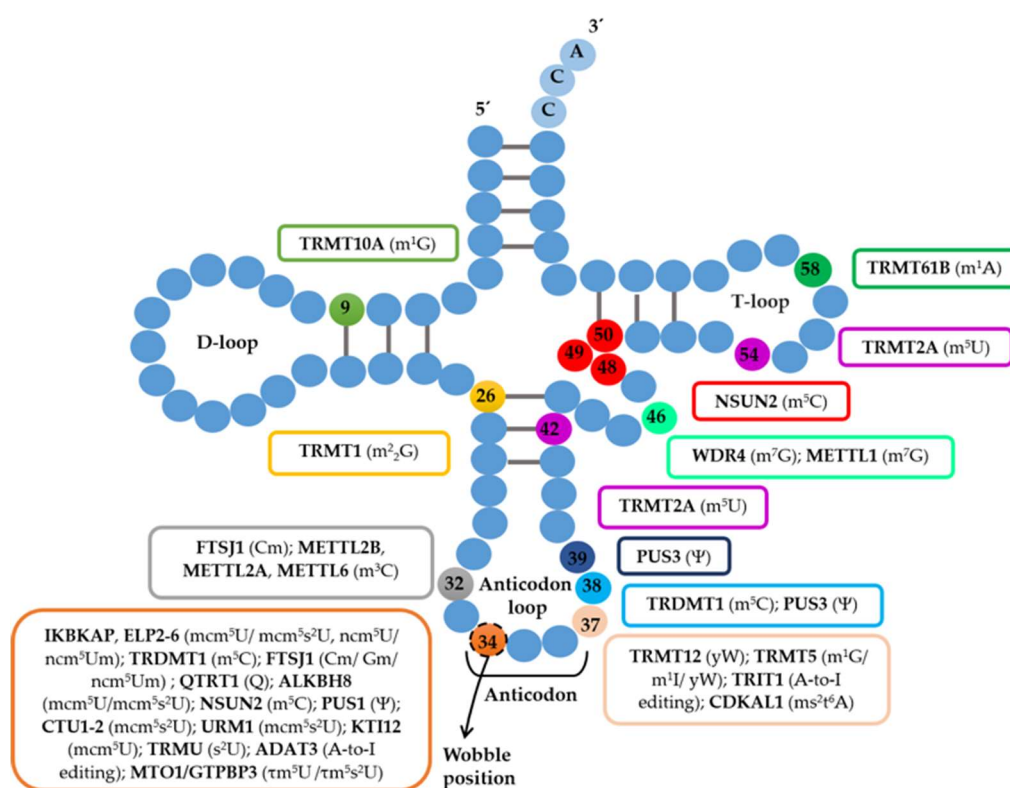 3´
A
C
C
5´
TRMT10A (m¹G)
58
TRMT61B (m¹A)
T-loop
9
D-loop
50
49
48
54
TRMT2A (m⁵U)
NSUN2 (m⁵C)
26
42
46
TRMT1 (m²₂G)
WDR4 (m⁷G); METTL1 (m⁷G)
TRMT2A (m⁵U)
FTSJ1 (Cm); METTL2B,
METTL2A, METTL6 (m³C)
39
PUS3 (Ψ)
32
Anticodon
loop
38
TRDMT1 (m⁵C); PUS3 (Ψ)
37
34
IKBKAP, ELP2-6 (mcm⁵U/ mcm⁵s²U, ncm⁵U/
ncm⁵Um); TRDMT1 (m⁵C); FTSJ1 (Cm/ Gm/
ncm⁵Um) ; QTRT1 (Q); ALKBH8
(mcm⁵U/mcm⁵s²U); NSUN2 (m⁵C); PUS1 (Ψ);
CTU1-2 (mcm⁵s²U); URM1 (mcm⁵s²U); KTI12
(mcm⁵U); TRMU (s²U); ADAT3 (A-to-I
editing); MTO1/GTPBP3 (τm⁵U /τm⁵s²U)
TRMT12 (yW); TRMT5 (m¹G/
m¹I/ yW); TRIT1 (A-to-I
editing); CDKAL1 (ms²t⁶A)
Anticodon
Wobble
position